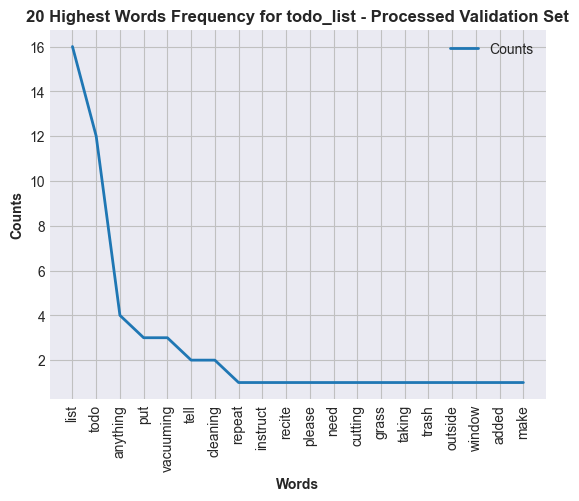 20 Highest Words Frequency for todo_list - Processed Validation Set
Counts
16
14
12
10
8
6
4
2
Counts
list
todo
anything
put
vacuuming
tell
cleaning
repeat
instruct
recite
please
need
cutting
grass
taking
trash
outside
window
added
make
Words